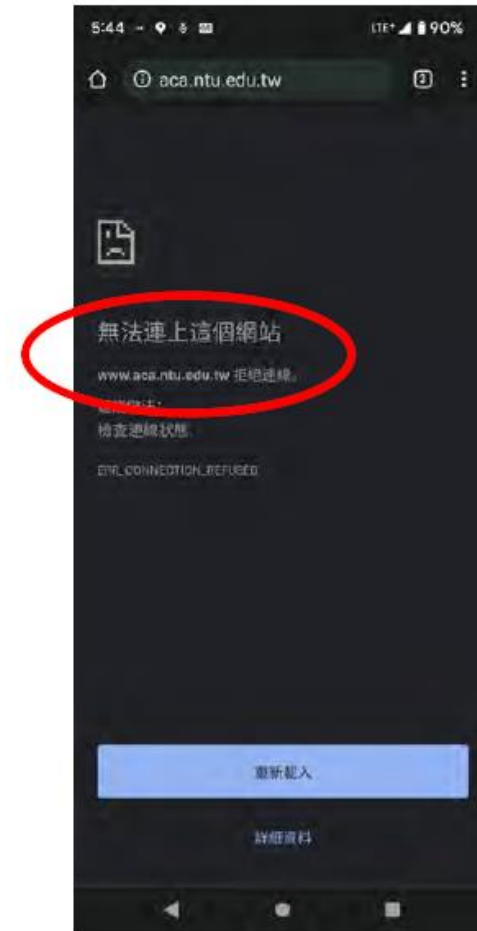 5:44
LTE+ 90%
aca.ntu.edu.tw
無法連上這個網站
www.aca.ntu.edu.tw 拒絕連線。
檢查連線狀態
ERR_CONNECTION_REFUSED
重新載入
詳細資料